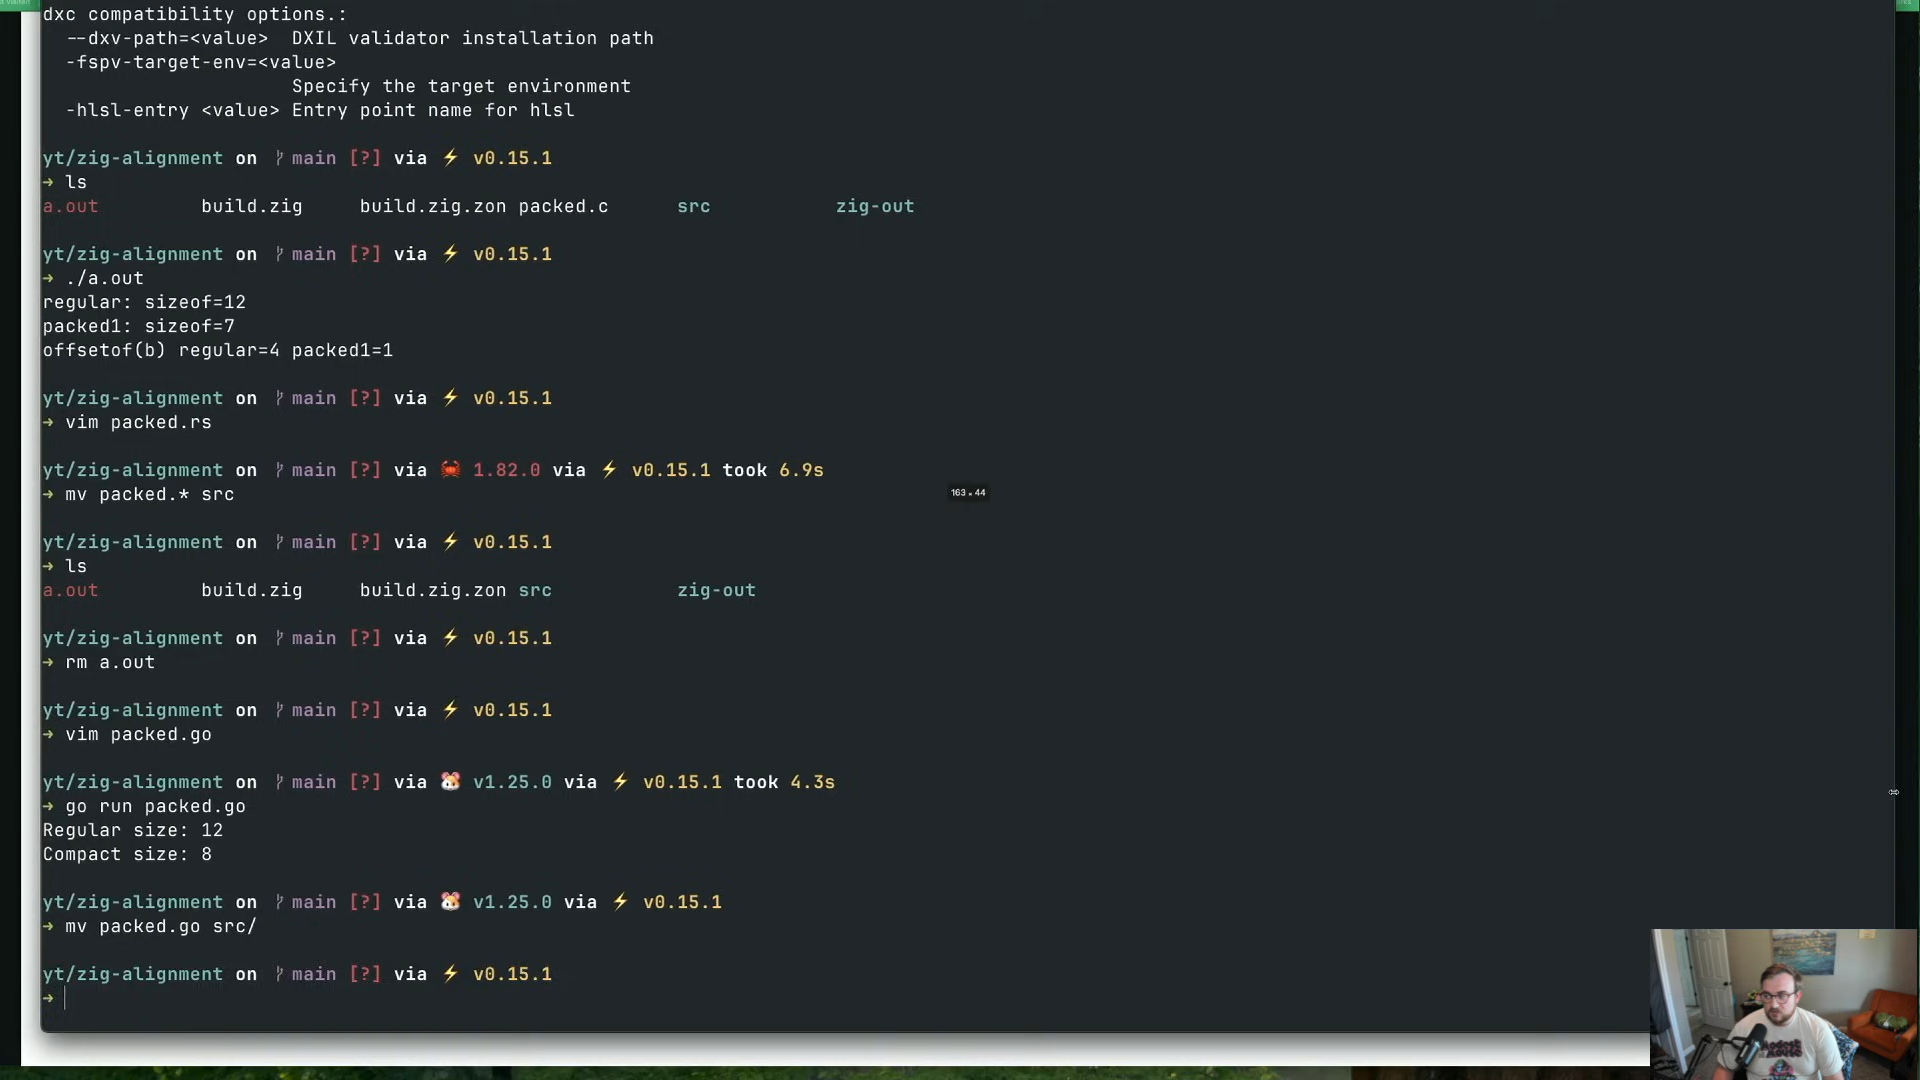 dxc compatibility options.:
--dxv-path=<value>  DXIL validator installation path
-fspv-target-env=<value>
Specify the target environment
-hlsl-entry <value> Entry point name for hlsl
yt/zig-alignment on main [?] via ⚡ v0.15.1
➜ ls
a.out build.zig build.zig.zon packed.c src zig-out
yt/zig-alignment on main [?] via ⚡ v0.15.1
➜ ./a.out
regular: sizeof=12
packed1: sizeof=7
offsetof(b) regular=4 packed1=1
yt/zig-alignment on main [?] via ⚡ v0.15.1
➜ vim packed.rs
yt/zig-alignment on main [?] via 🦀 1.82.0 via ⚡ v0.15.1 took 6.9s
➜ mv packed.* src
163 × 44
yt/zig-alignment on main [?] via ⚡ v0.15.1
➜ ls
a.out build.zig build.zig.zon src zig-out
yt/zig-alignment on main [?] via ⚡ v0.15.1
➜ rm a.out
yt/zig-alignment on main [?] via ⚡ v0.15.1
➜ vim packed.go
yt/zig-alignment on main [?] via 🐹 v1.25.0 via ⚡ v0.15.1 took 4.3s
➜ go run packed.go
Regular size: 12
Compact size: 8
yt/zig-alignment on main [?] via 🐹 v1.25.0 via ⚡ v0.15.1
➜ mv packed.go src/
yt/zig-alignment on main [?] via ⚡ v0.15.1
➜